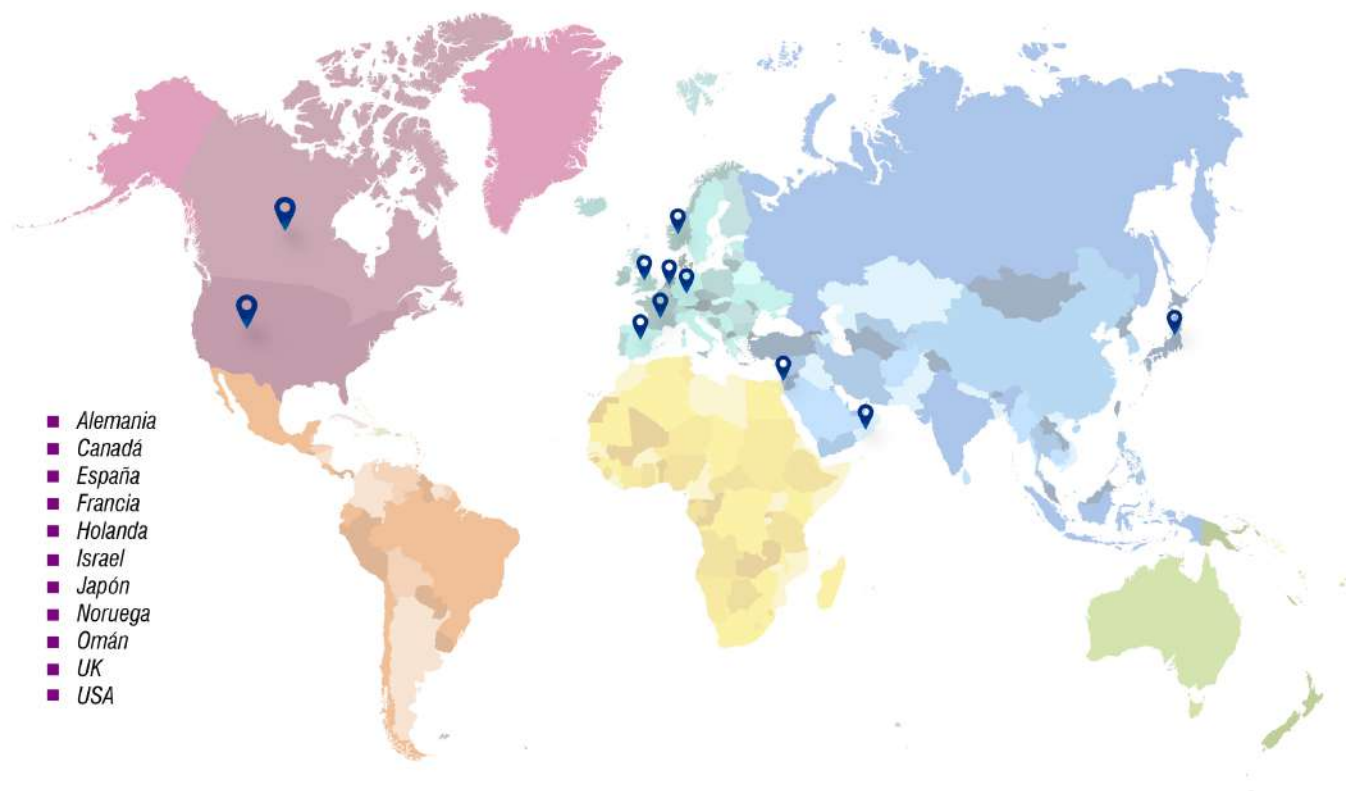 Alemania
Canadá
España
Francia
Holanda
Israel
Japón
Noruega
Omán
UK
USA